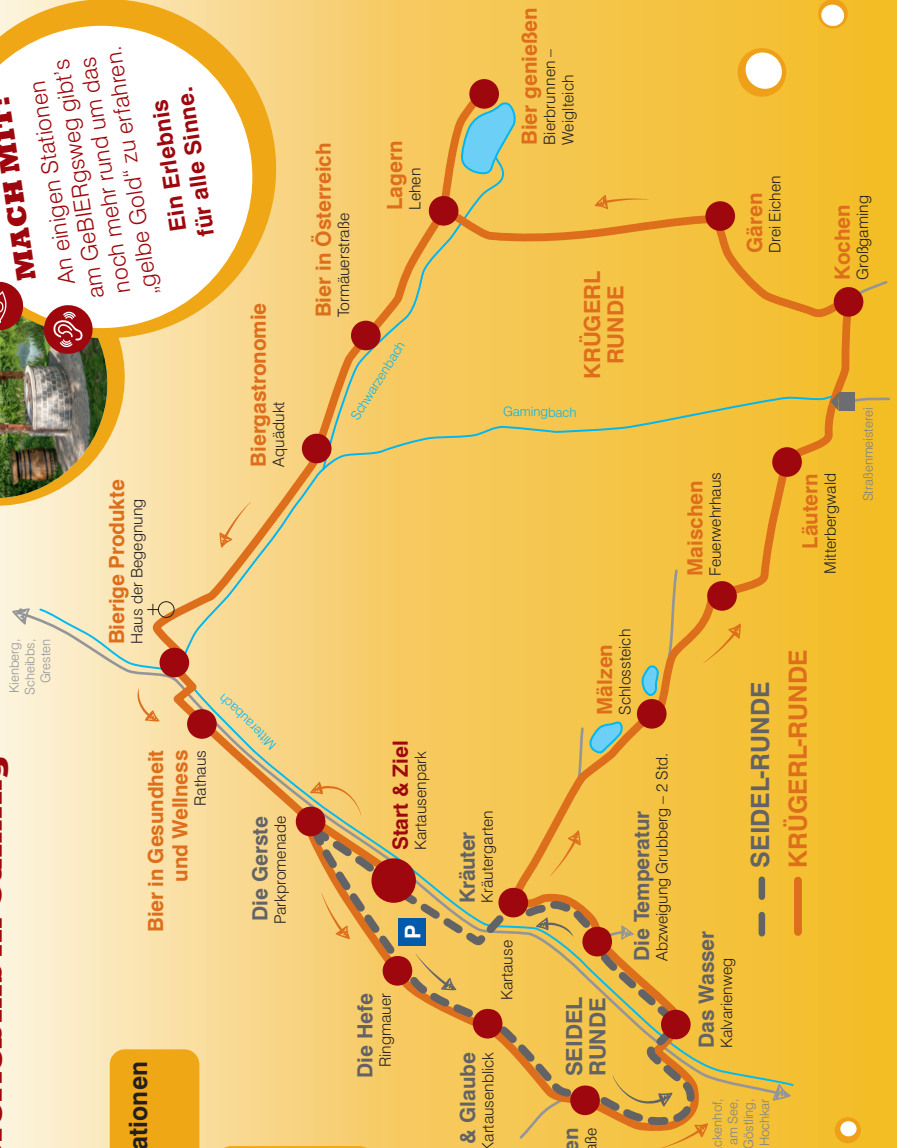 MACH MIT!
An einigen Stationen
am GeBIERgsweg gibt's
noch mehr rund um das
„gelbe Gold" zu erfahren.
Ein Erlebnis
für alle Sinne.
Kienberg,
Scheibbs,
Gresten
Bierige Produkte
Haus der Begegnung
Biergastronomie
Aquädukt
Bier in Österreich
Tormäuerstraße
Lagern
Lehen
Bier genießen
Bierbrunnen –
Weiglteich
Schwarzenbach
Gamingbach
KRÜGERL
RUNDE
Gären
Drei Eichen
Kochen
Großgaming
Straßenmeisterei
Läutern
Mitterbergwald
Maischen
Feuerwehrhaus
Mälzen
Schlossteich
Bier in Gesundheit
und Wellness
Rathaus
Mitteraubach
Die Gerste
Parkpromenade
Start & Ziel
Kartausenpark
P
Kräuter
Kräutergarten
Kartause
Die Temperatur
Abzweigung Grubberg – 2 Std.
Das Wasser
Kalvarienweg
Die Hefe
Ringmauer
& Glaube
Kartausenblick
SEIDEL
RUNDE
en
aße
ckenhof,
am See,
Göstling,
Hochkar
SEIDEL-RUNDE
KRÜGERL-RUNDE
ationen